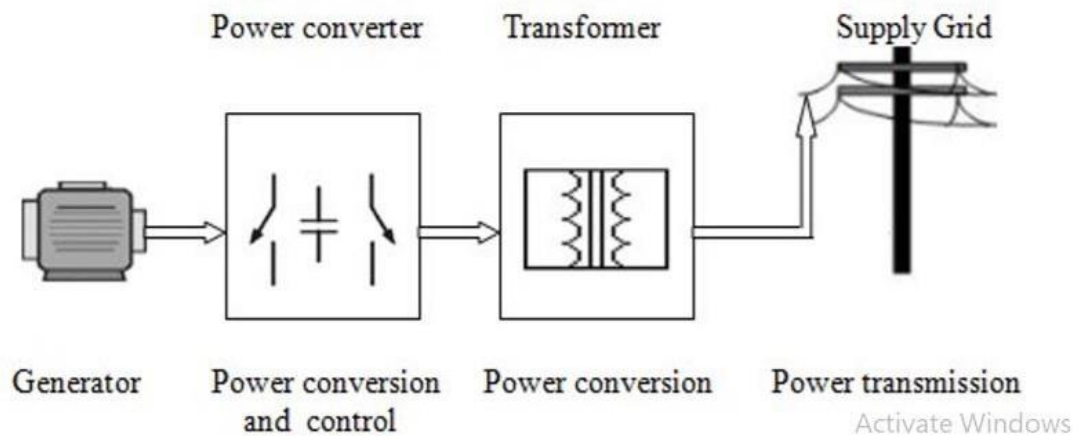 Power converter
Transformer
Supply Grid
Generator
Power conversion
and control
Power conversion
Power transmission
Activate Windows